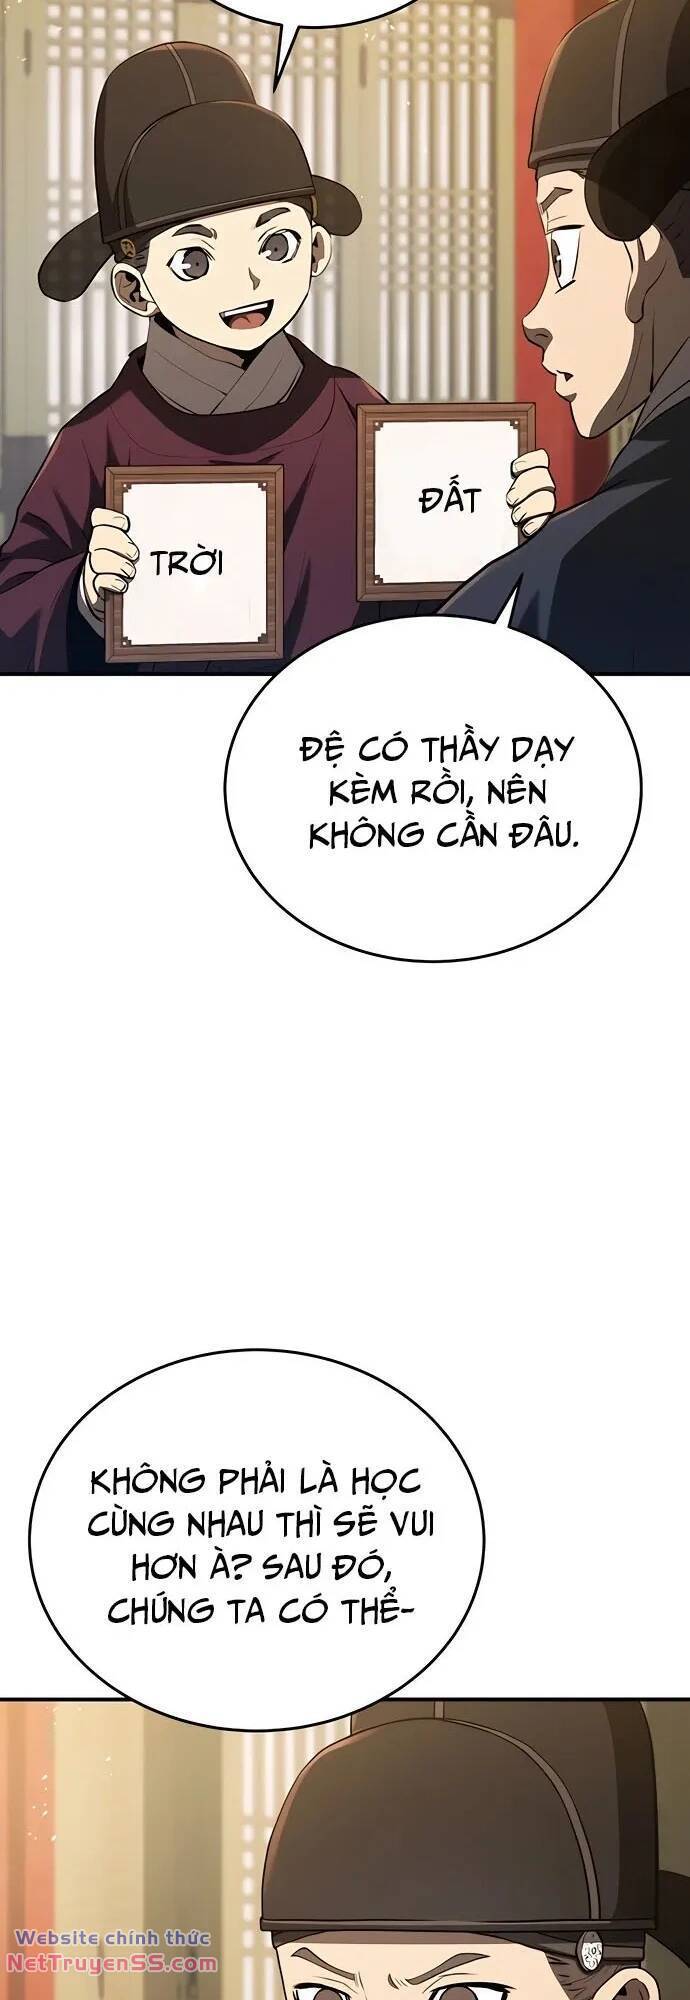 ĐẤT
TRỜI
ĐỆ CÓ THẦY DẠY
KÈM RỒI, NÊN
KHÔNG CẦN ĐÂU.
KHÔNG PHẢI LÀ HỌC
CÙNG NHAU THÌ SẼ VUI
HƠN À? SAU ĐÓ,
CHÚNG TA CÓ THỂ-
Website chính thức
NetTruyenSS.com